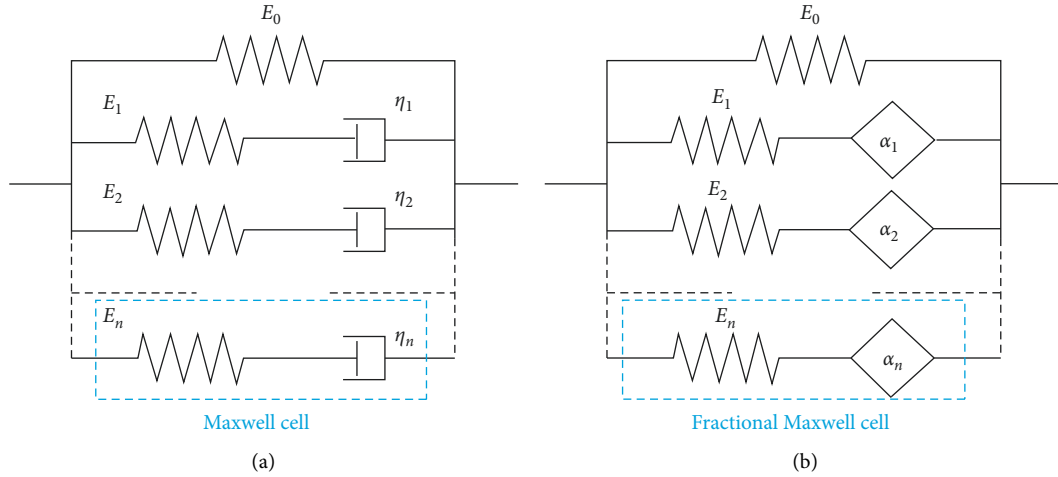 E0
E1
η1
E2
η2
En
ηn
Maxwell cell
(a)
E0
E1
α1
E2
α2
En
αn
Fractional Maxwell cell
(b)